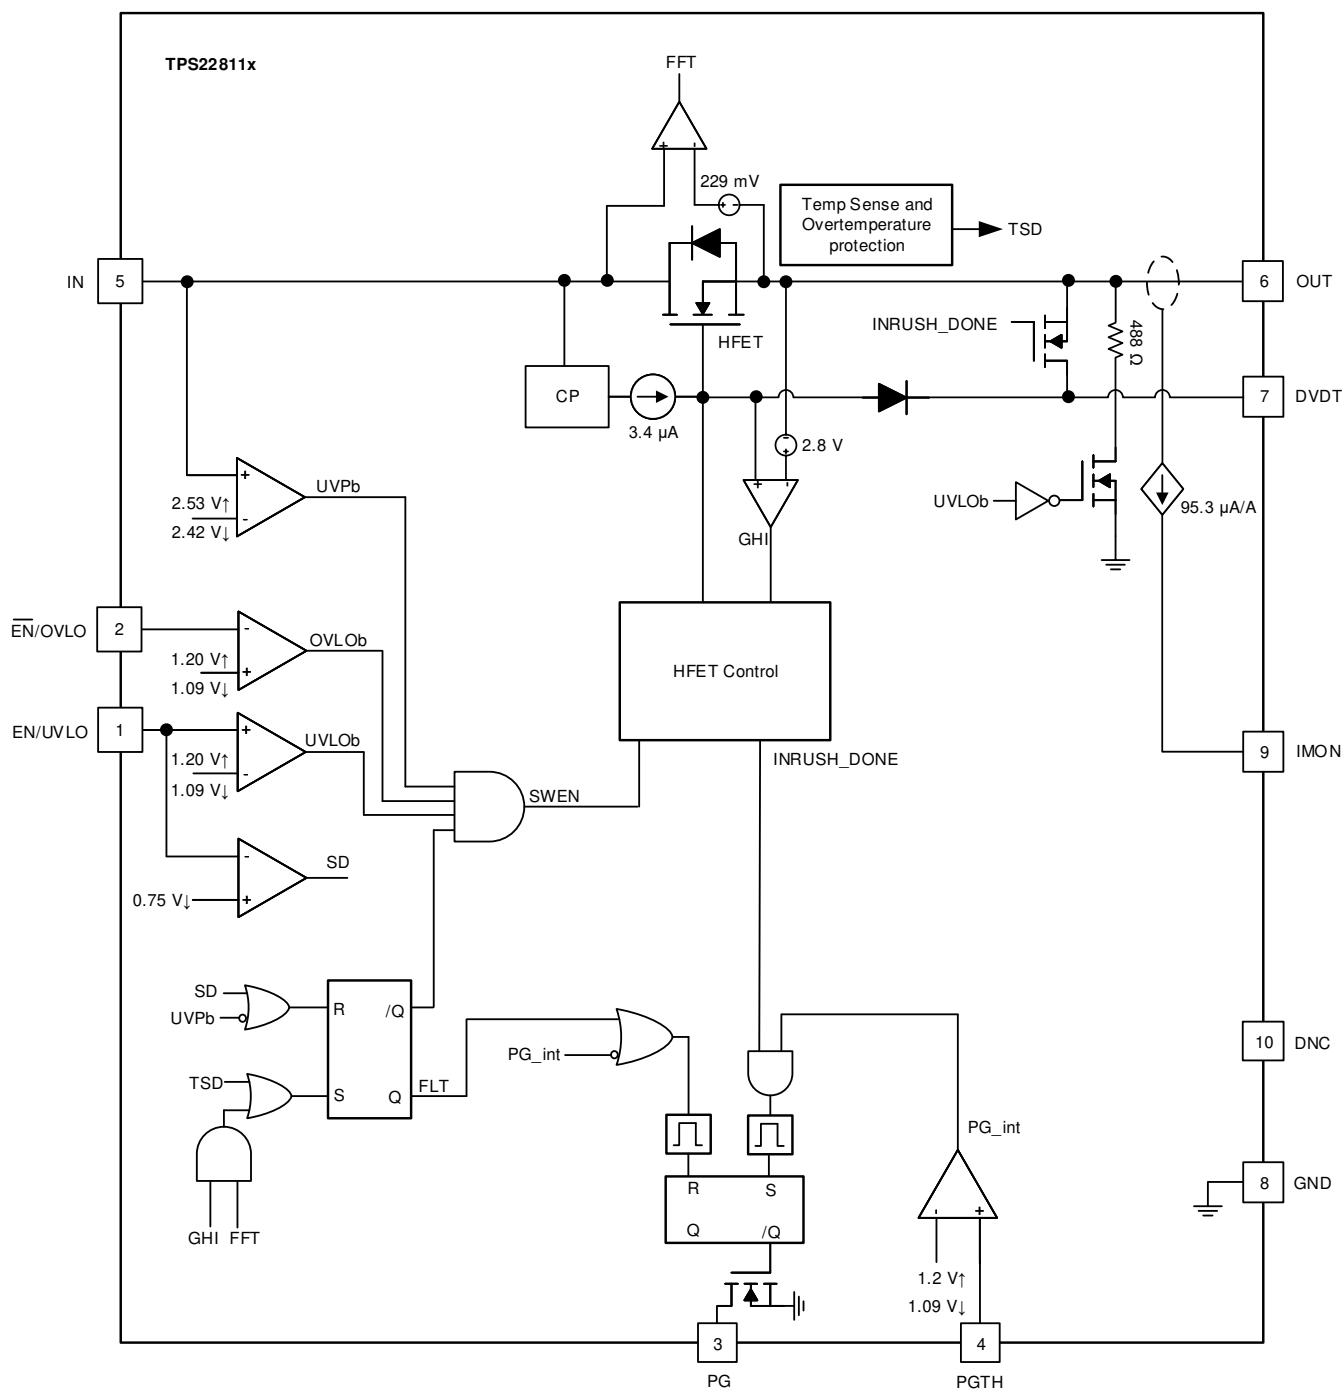 TPS22811x
FFT
+
-
229 mV
+ -
Temp Sense and
Overtemperature
protection
TSD
IN
5
6
OUT
INRUSH_DONE
488 Ω
HFET
CP
3.4 µA
7
DVDT
-
+
2.8 V
+
-
GHI
UVLOb
95.3 µA/A
+
UVPb
2.53 V↑
-
2.42 V↓
EN/OVLO
2
-
OVLOb
1.20 V↑
+
1.09 V↓
HFET Control
EN/UVLO
1
+
UVLOb
1.20 V↑
-
1.09 V↓
INRUSH_DONE
9
IMON
SWEN
-
SD
0.75 V↓
+
SD
UVPb
R
/Q
TSD
S
Q
FLT
GHI
FFT
PG_int
10
DNC
PG_int
R
S
Q
/Q
-
+
8
GND
1.2 V↑
1.09 V↓
3
4
PG
PGTH